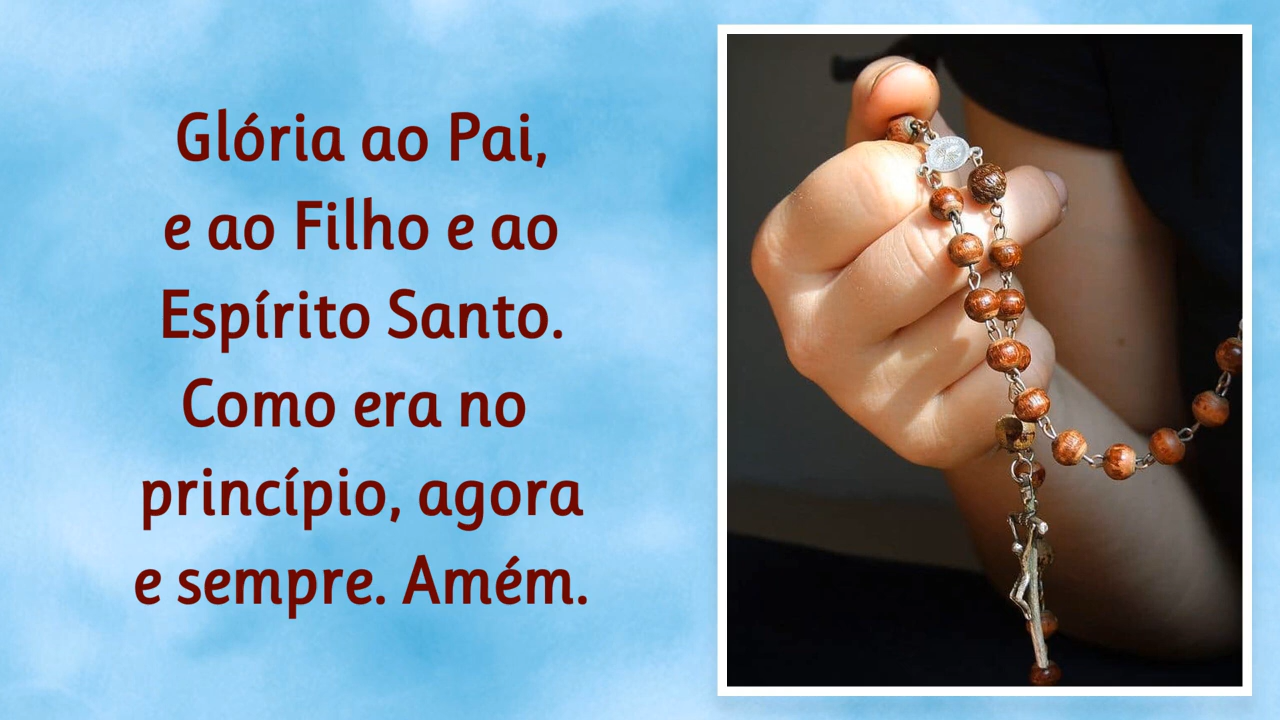 Glória ao Pai,
e ao Filho e ao
Espírito Santo.
Como era no
princípio, agora
e sempre. Amém.